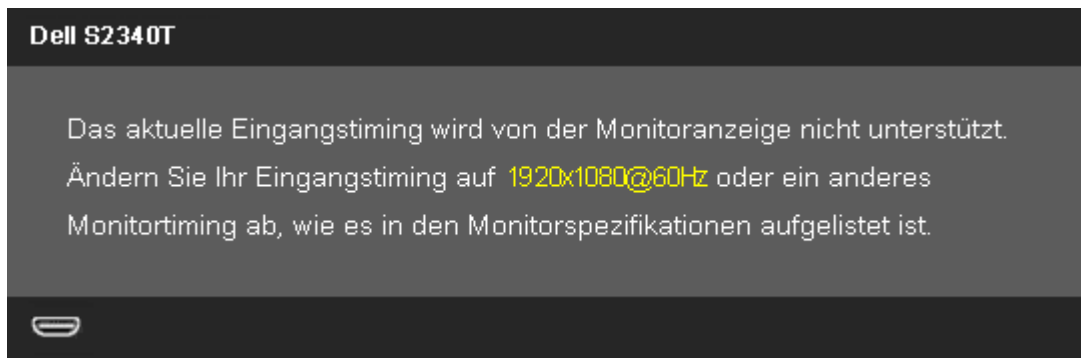 Dell S2340T
Das aktuelle Eingangstiming wird von der Monitoranzeige nicht unterstützt.
Ändern Sie Ihr Eingangstiming auf 1920x1080@60Hz oder ein anderes
Monitortiming ab, wie es in den Monitorspezifikationen aufgelistet ist.